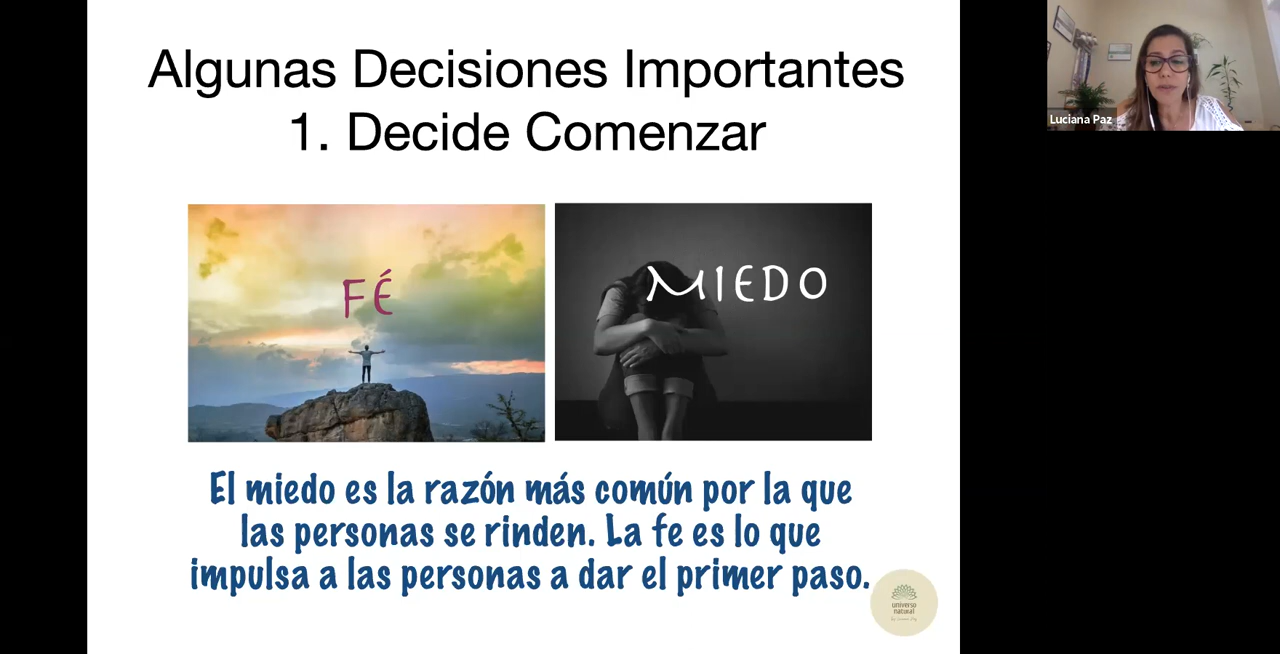 Algunas Decisiones Importantes
1. Decide Comenzar
FÉ
MIEDO
El miedo es la razón más común por la que
las personas se rinden. La fe es lo que
impulsa a las personas a dar el primer paso.
universo
natural
Luciana Paz